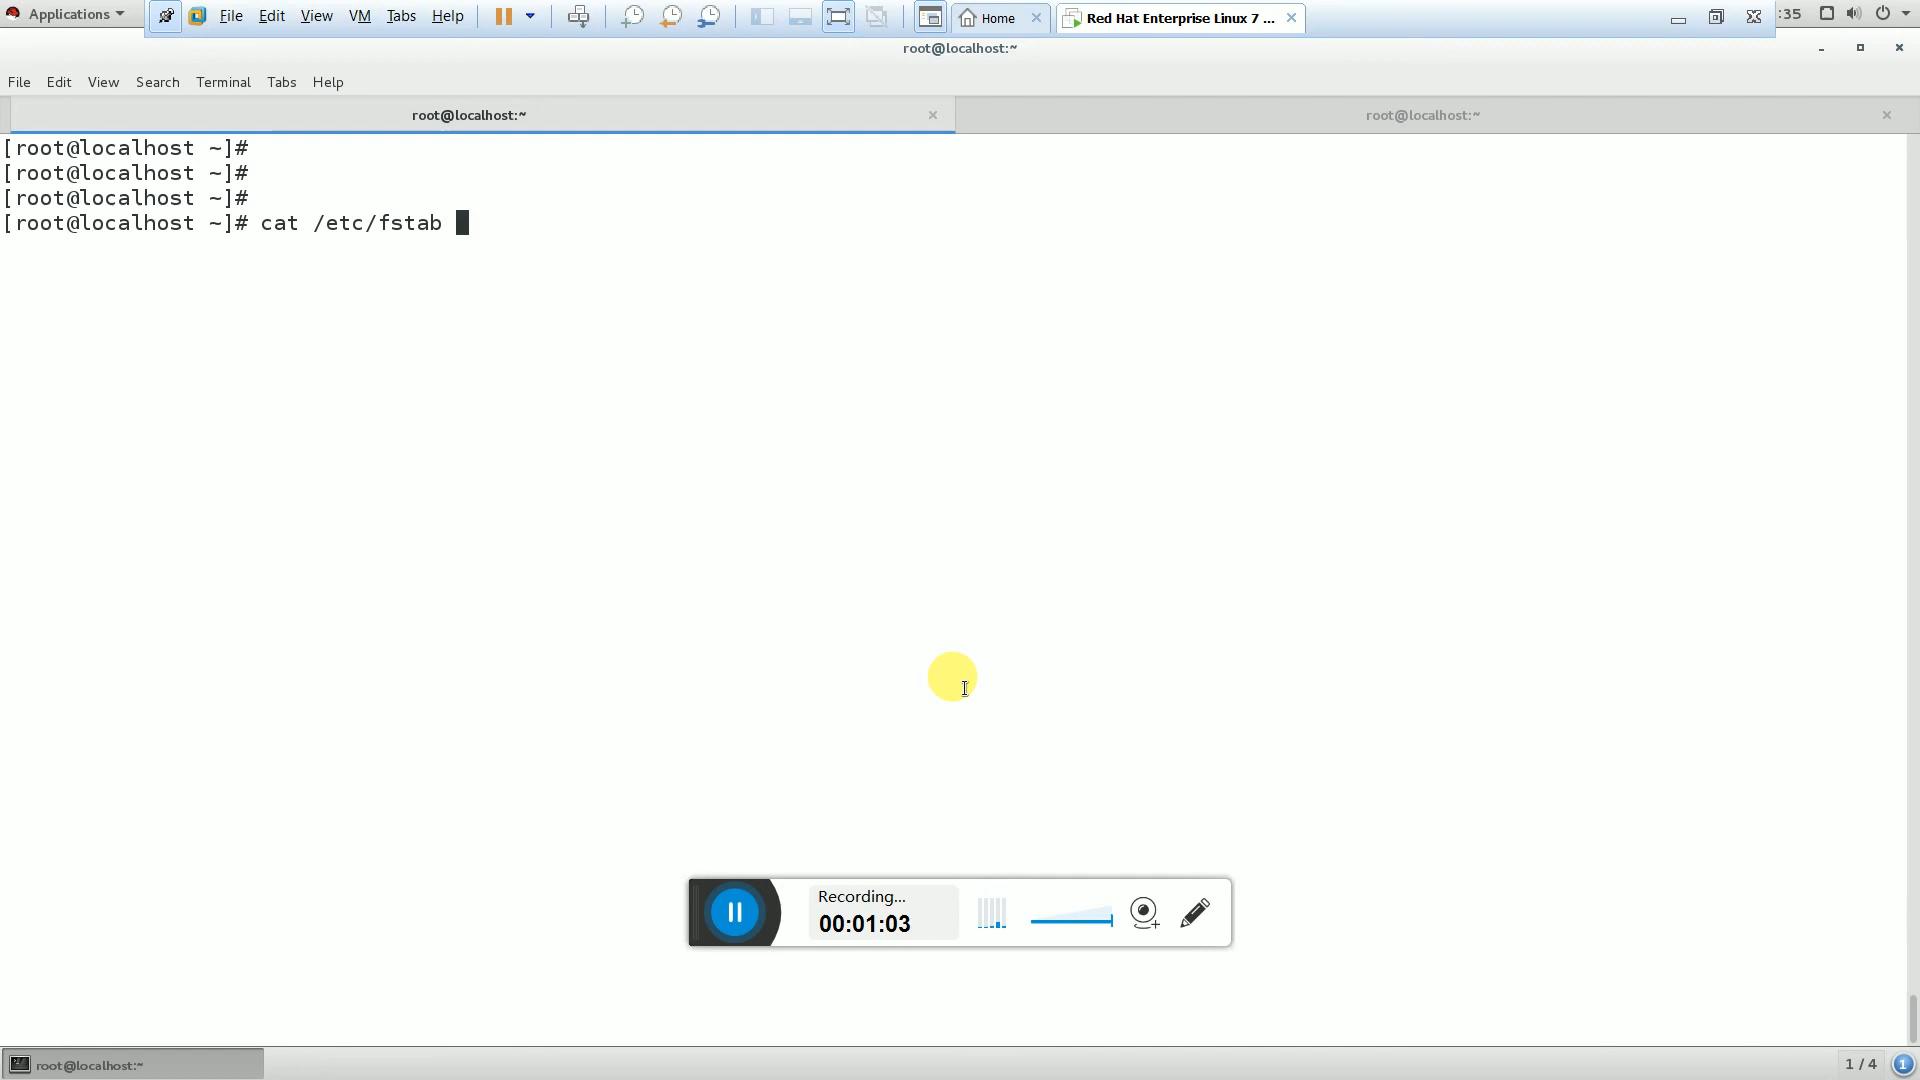 Applications File Edit View VM Tabs Help Home Red Hat Enterprise Linux 7 ... :35
root@localhost:~
File Edit View Search Terminal Tabs Help
root@localhost:~ root@localhost:~
[root@localhost ~]#
[root@localhost ~]#
[root@localhost ~]#
[root@localhost ~]# cat /etc/fstab
Recording...
00:01:03
root@localhost:~ 1 / 4 1